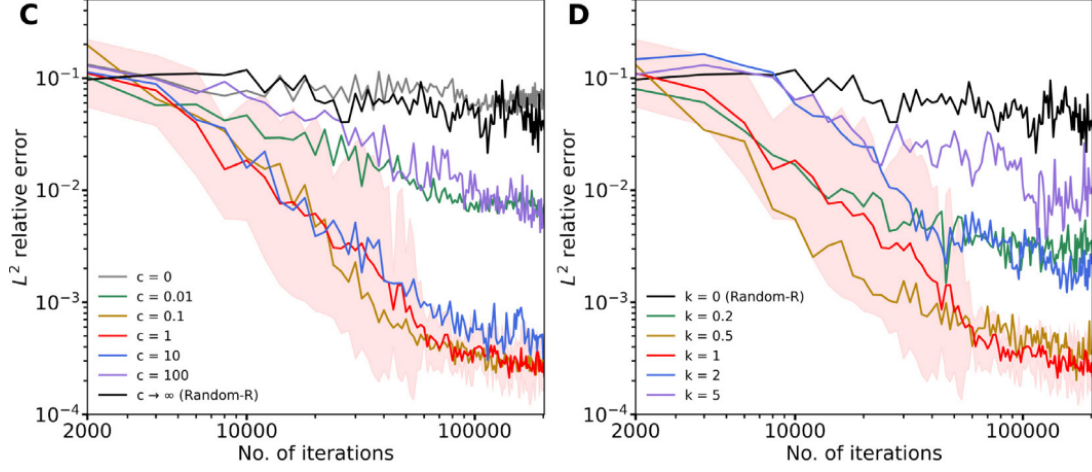 C
L² relative error
10⁻¹
10⁻²
10⁻³
10⁻⁴
c = 0
c = 0.01
c = 0.1
c = 1
c = 10
c = 100
c → ∞ (Random-R)
2000
10000
100000
No. of iterations
D
L² relative error
10⁻¹
10⁻²
10⁻³
10⁻⁴
k = 0 (Random-R)
k = 0.2
k = 0.5
k = 1
k = 2
k = 5
2000
10000
100000
No. of iterations